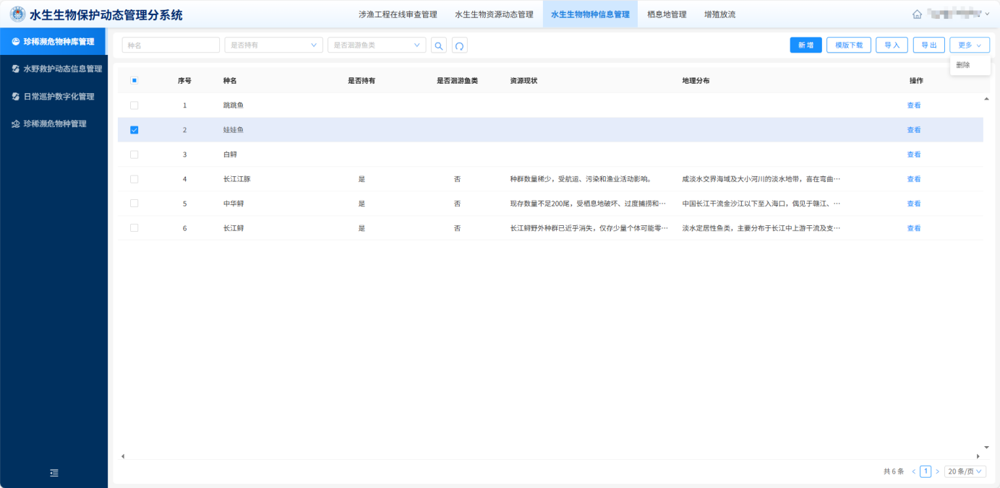 水生生物保护动态管理分系统 涉渔工程在线审查管理 水生生物资源动态管理 水生生物物种信息管理 栖息地管理 增殖放流
珍稀濒危物种库管理
水野救护动态信息管理
日常巡护数字化管理
珍稀濒危物种管理
种名 是否持有 是否洄游鱼类 新增 模版下载 导入 导出 更多
删除
序号 种名 是否持有 是否洄游鱼类 资源现状 地理分布 操作
1 跳跳鱼 查看
2 娃娃鱼 查看
3 白鲟 查看
4 长江江豚 是 否 种群数量稀少，受航运、污染和渔业活动影响。 咸淡水交界海域及大小河川的淡水地带，喜在弯曲… 查看
5 中华鲟 是 否 现存数量不足200尾，受栖息地破坏、过度捕捞和… 中国长江干流金沙江以下至入海口，偶见于赣江、… 查看
6 长江鲟 是 否 长江鲟野外种群已近乎消失，仅存少量个体可能零… 淡水定居性鱼类，主要分布于长江中上游干流及支… 查看
共 6 条 < 1 > 20 条/页